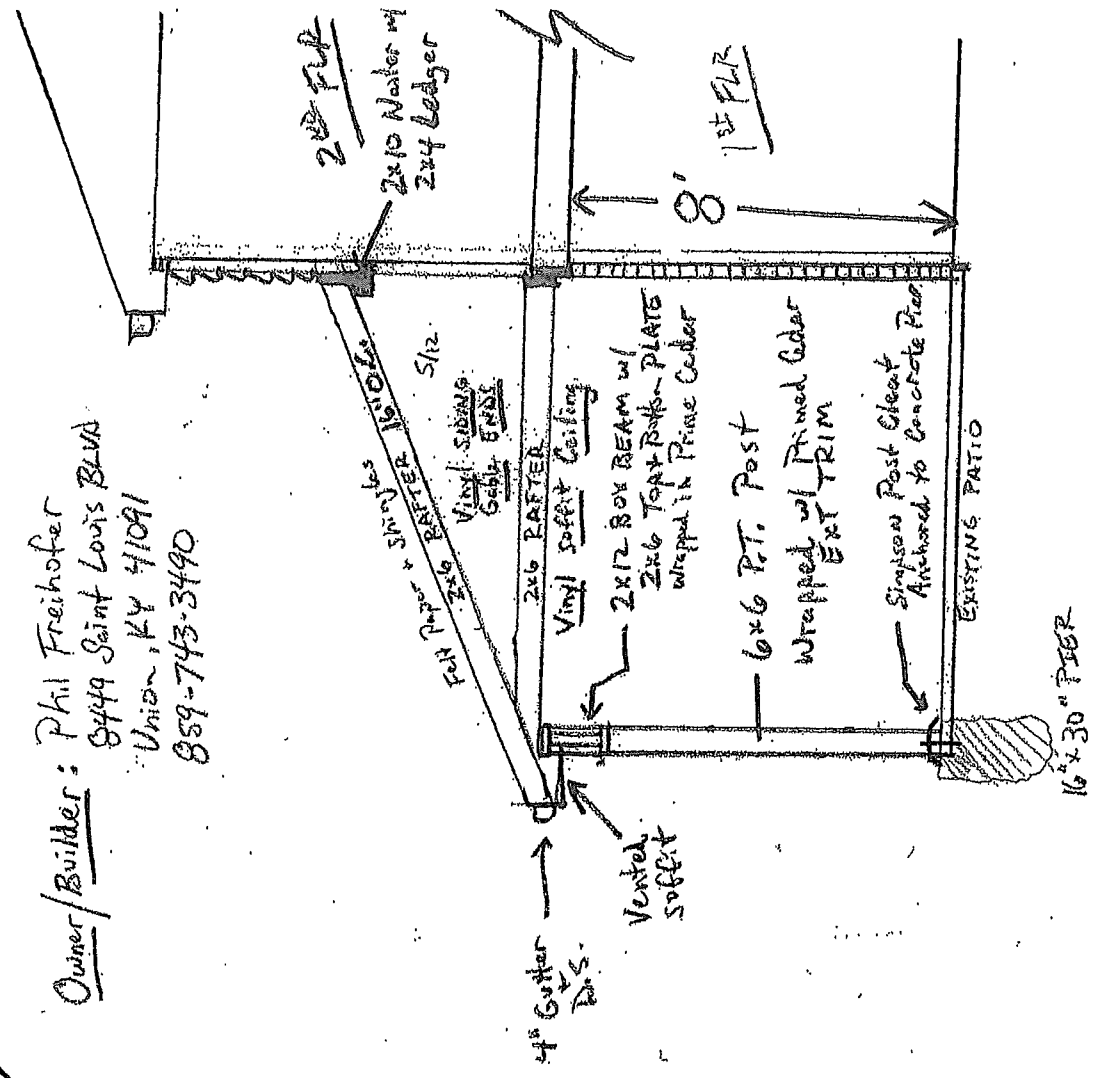 Owner/Builder: Phil Freihofer
8449 Saint Louis BLVD
Union, KY 41091
859-743-3490
2ND FLR
2x10 Nailer w/
2x4 Ledger
Felt Paper + Shingles
2x6 RAFTER 16" O.C.
5/12
Vinyl SIDING
Gable ENDS
2x6 RAFTER
Vinyl Soffit Ceiling
1st FLR
8'
2x12 BOX BEAM w/
2x6 Top + Bottom PLATE
wrapped in Prime Cedar
6x6 P.T. Post
Wrapped w/ Primed Cedar
EXT TRIM
Simpson Post Cleat
Anchored to Concrete Pier
EXISTING PATIO
16" x 30" PIER
4" Gutter
+
D.S.
Vented
Soffit